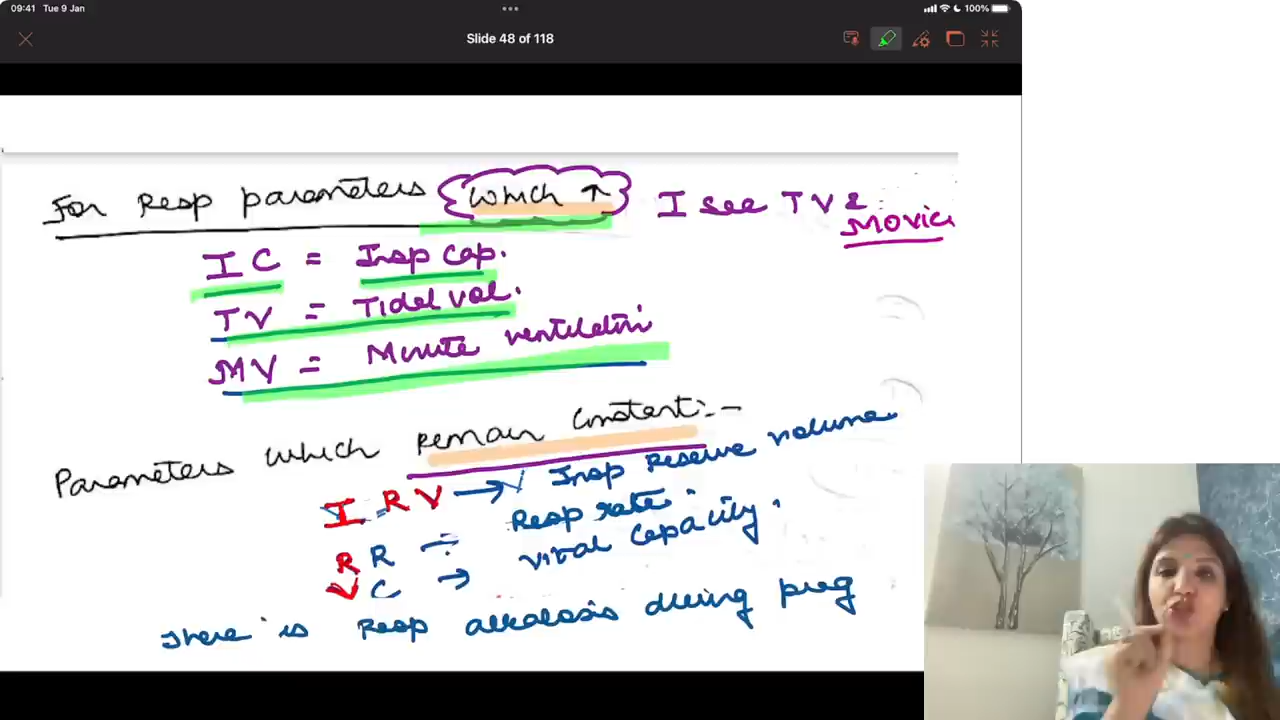 09:41 Tue 9 Jan
100%
Slide 48 of 118
For Resp parameters which ↑
I see TV &
Movies
IC = Insp cap.
TV = Tidal vol.
MV = Minute ventilation
Parameters which remain constant :-
IRV → Insp Reserve volume
RR ÷ Resp rate.
VC → vital capacity.
There is Resp alkalosis during preg